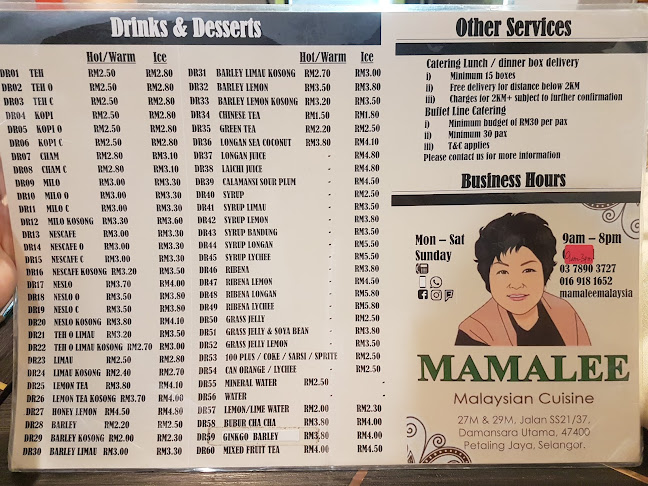 Drinks & Desserts
Hot/Warm Ice
DR01 TEH RM2.50 RM2.80
DR02 TEH O RM2.50 RM2.80
DR03 TEH C RM2.50 RM2.80
DR04 KOPI RM2.50 RM2.80
DR05 KOPI O RM2.50 RM2.80
DR06 KOPI C RM2.50 RM2.80
DR07 CHAM RM2.80 RM3.10
DR08 CHAM C RM2.80 RM3.10
DR09 MILO RM3.00 RM3.30
DR10 MILO O RM3.00 RM3.30
DR11 MILO C RM3.00 RM3.30
DR12 MILO KOSONG RM3.30 RM3.60
DR13 NESCAFE RM3.00 RM3.30
DR14 NESCAFE O RM3.00 RM3.30
DR15 NESCAFE C RM3.00 RM3.30
DR16 NESCAFE KOSONG RM3.20 RM3.50
DR17 NESLO RM3.70 RM4.00
DR18 NESLO O RM3.50 RM3.80
DR19 NESLO C RM3.50 RM3.80
DR20 NESLO KOSONG RM3.80 RM4.10
DR21 TEH O LIMAU RM3.20 RM3.50
DR22 TEH O LIMAU KOSONG RM2.70 RM3.00
DR23 LIMAU RM2.50 RM2.80
DR24 LIMAU KOSONG RM2.40 RM2.70
DR25 LEMON TEA RM3.80 RM4.10
DR26 LEMON TEA KOSONG RM3.70 RM4.00
DR27 HONEY LEMON RM4.50 RM4.80
DR28 BARLEY RM2.20 RM2.50
DR29 BARLEY KOSONG RM2.00 RM2.30
DR30 BARLEY LIMAU RM3.00 RM3.30
Hot/Warm Ice
DR31 BARLEY LIMAU KOSONG RM2.70 RM3.00
DR32 BARLEY LEMON RM3.50
DR33 BARLEY LEMON KOSONG RM3.20 RM3.50
DR34 CHINESE TEA RM1.50 RM1.80
DR35 GREEN TEA RM2.20 RM2.50
DR36 LONGAN SEA COCONUT RM3.80 RM4.10
DR37 LONGAN JUICE - RM4.80
DR38 LAICHI JUICE - RM4.80
DR39 CALAMANSI SOUR PLUM - RM4.50
DR40 SYRUP - RM2.50
DR41 SYRUP LIMAU - RM3.50
DR42 SYRUP LEMON - RM3.80
DR43 SYRUP BANDUNG - RM3.50
DR44 SYRUP LONGAN - RM4.50
DR45 SYRUP LYCHEE - RM5.50
DR46 RIBENA - RM3.80
DR47 RIBENA LEMON - RM4.50
DR48 RIBENA LONGAN - RM5.80
DR49 RIBENA LYCHEE - RM5.80
DR50 GRASS JELLY - RM2.50
DR51 GRASS JELLY & SOYA BEAN - RM3.80
DR52 GRASS JELLY LEMON - RM3.50
DR53 100 PLUS / COKE / SARSI / SPRITE RM2.50
DR54 CAN ORANGE / LYCHEE - RM2.50
DR55 MINERAL WATER RM2.50 -
DR56 WATER -
DR57 LEMON/LIME WATER RM2.00 RM2.30
DR58 BUBUR CHA CHA RM3.80 RM4.00
DR59 GINKGO BARLEY RM3.80 RM4.00
DR60 MIXED FRUIT TEA RM4.00 RM4.50
Other Services
Catering Lunch / dinner box delivery
i) Minimum 15 boxes
ii) Free delivery for distance below 2KM
iii) Charges for 2KM+ subject to further confirmation
Buffet Line Catering
i) Minimum budget of RM30 per pax
ii) Minimum 30 pax
iii) T&C applies
Please contact us for more information
Business Hours
Mon – Sat 9am – 8pm
Sunday
03 7890 3727
016 918 1652
mamaleemalaysia
MAMALEE
Malaysian Cuisine
27M & 29M, Jalan SS21/37,
Damansara Utama, 47400
Petaling Jaya, Selangor.